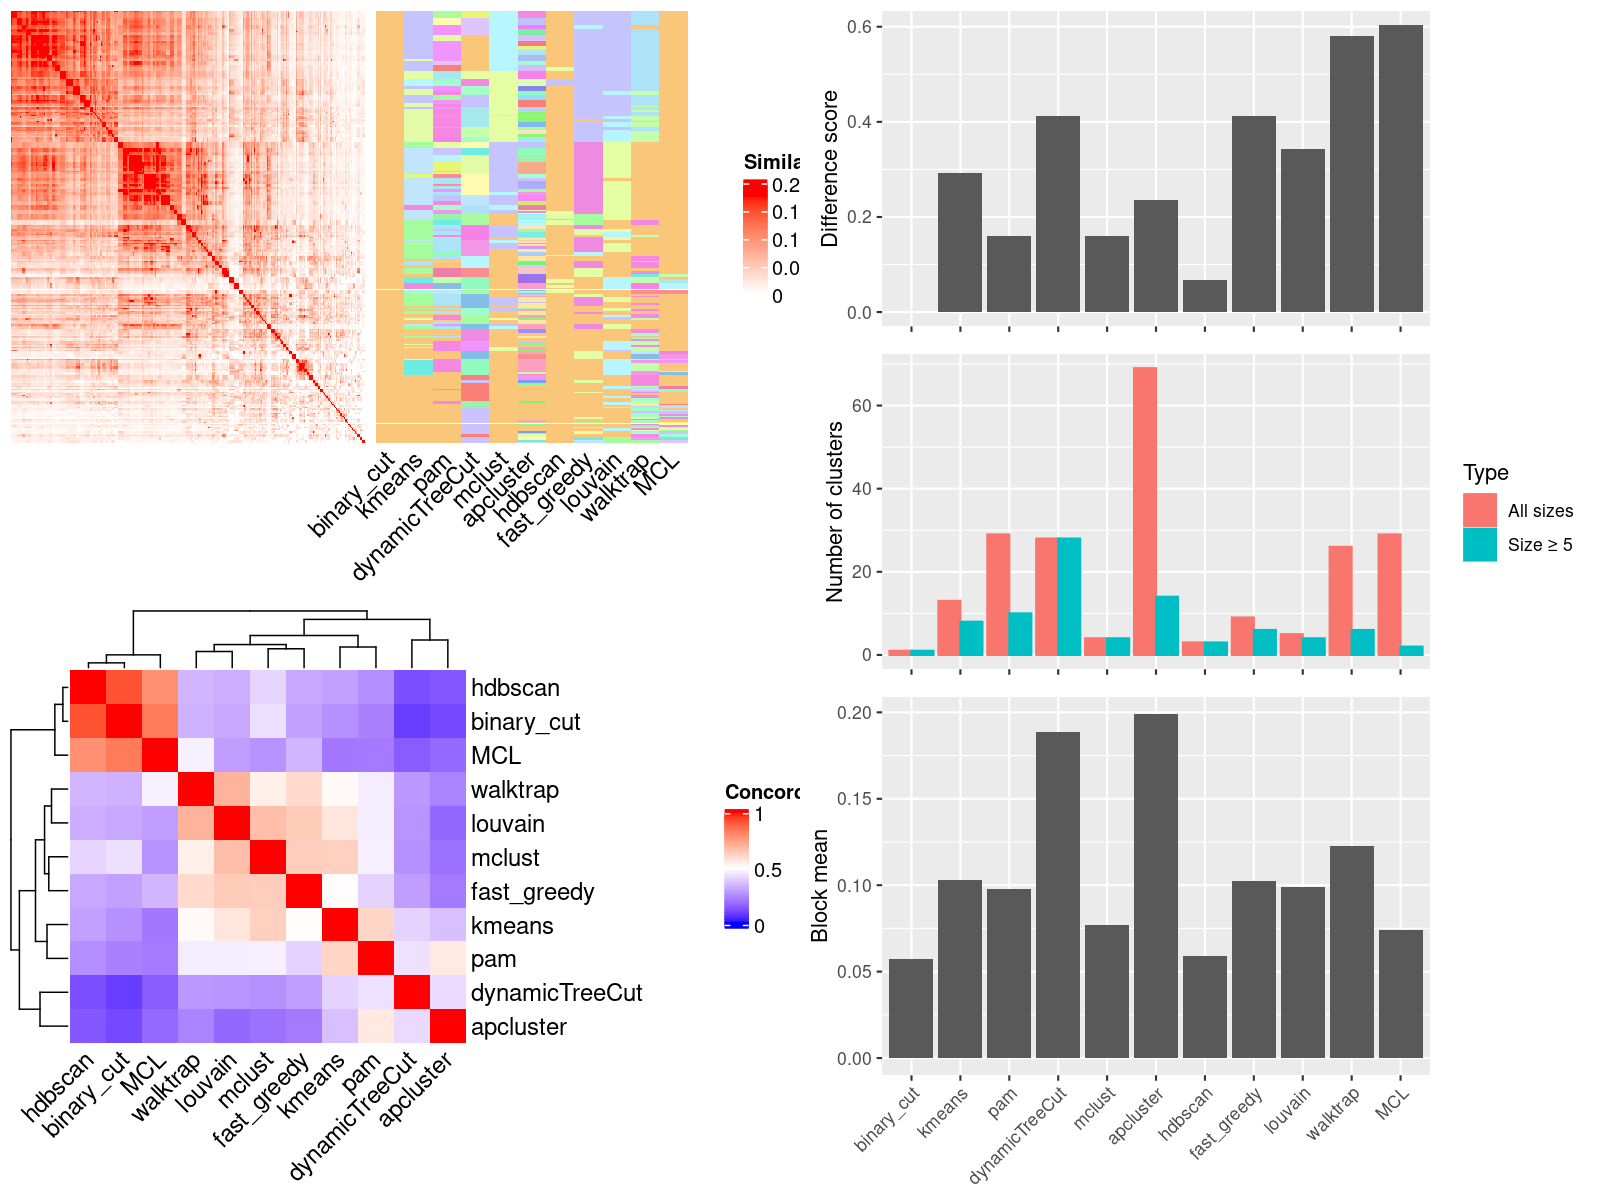 Simila
0.2
0.1
0.1
0.0
0
binary_cut
kmeans
pam
dynamicTreeCut
mclust
apcluster
hdbscan
fast_greedy
louvain
walktrap
MCL
hdbscan
binary_cut
MCL
walktrap
louvain
mclust
fast_greedy
kmeans
pam
dynamicTreeCut
apcluster
hdbscan
binary_cut
MCL
walktrap
louvain
mclust
fast_greedy
kmeans
pam
dynamicTreeCut
apcluster
Concord
1
0.5
0
Difference score
0.6
0.4
0.2
0.0
Number of clusters
60
40
20
0
Type
All sizes
Size ≥ 5
Block mean
0.20
0.15
0.10
0.05
0.00
binary_cut
kmeans
pam
dynamicTreeCut
mclust
apcluster
hdbscan
fast_greedy
louvain
walktrap
MCL